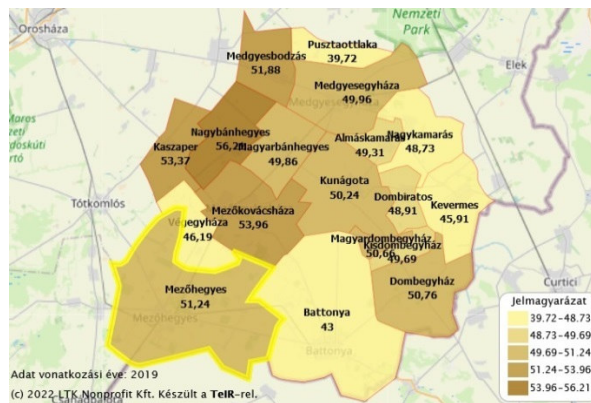 Orosháza
Nemzeti
Park
Pusztaottlaka
39,72
Medgyesbodzás
51,88
Elek
Medgyesegyháza
49,96
Nagybánhegyes
Kaszaper
53,37
Magyarbánhegyes
49,86
Almáskamarás
49,31
Nagykamarás
48,73
Kunágota
50,24
Tótkomlós
Dombiratos
48,91
Kevermes
45,91
Mezőkovácsháza
53,96
Végegyháza
46,19
Magyardombegyház
50,66
Kisdombegyház
49,69
Mezőhegyes
51,24
Dombegyház
50,76
Curtici
Battonya
43
Mezőhegyes
Battonya
Jelmagyarázat
39.72-48.73
48.73-49.69
49.69-51.24
51.24-53.96
53.96-56.21
Adat vonatkozási éve: 2019
(c) 2022 LTK Nonprofit Kft. Készült a TeIR-rel.